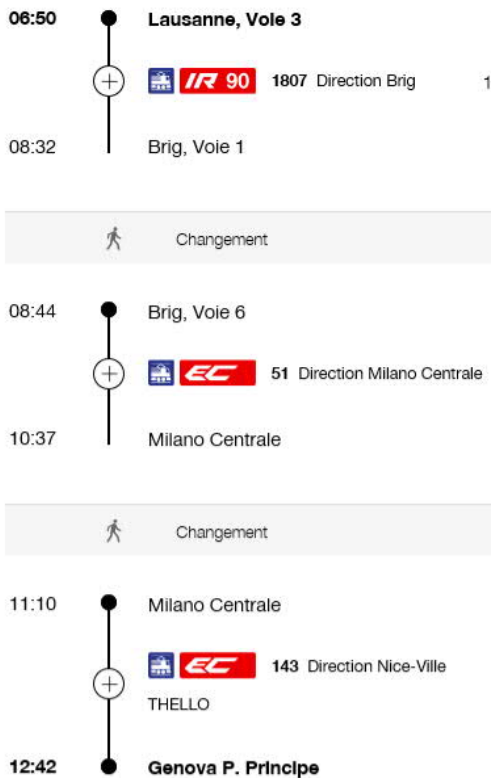 06:50 Lausanne, Voie 3
IR 90 1807 Direction Brig 1
08:32 Brig, Voie 1
Changement
08:44 Brig, Voie 6
EC 51 Direction Milano Centrale
10:37 Milano Centrale
Changement
11:10 Milano Centrale
EC 143 Direction Nice-Ville
THELLO
12:42 Genova P. Principe